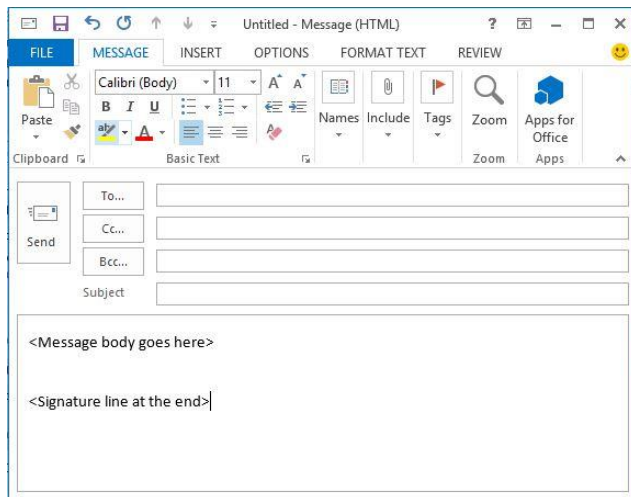 Untitled - Message (HTML)
FILE MESSAGE INSERT OPTIONS FORMAT TEXT REVIEW
Calibri (Body) 11 A A
B I U
Paste Names Include Tags Zoom Apps for
Office
aby A
Clipboard Basic Text Zoom Apps
To...
Cc...
Send
Bcc...
Subject
<Message body goes here>
<Signature line at the end>